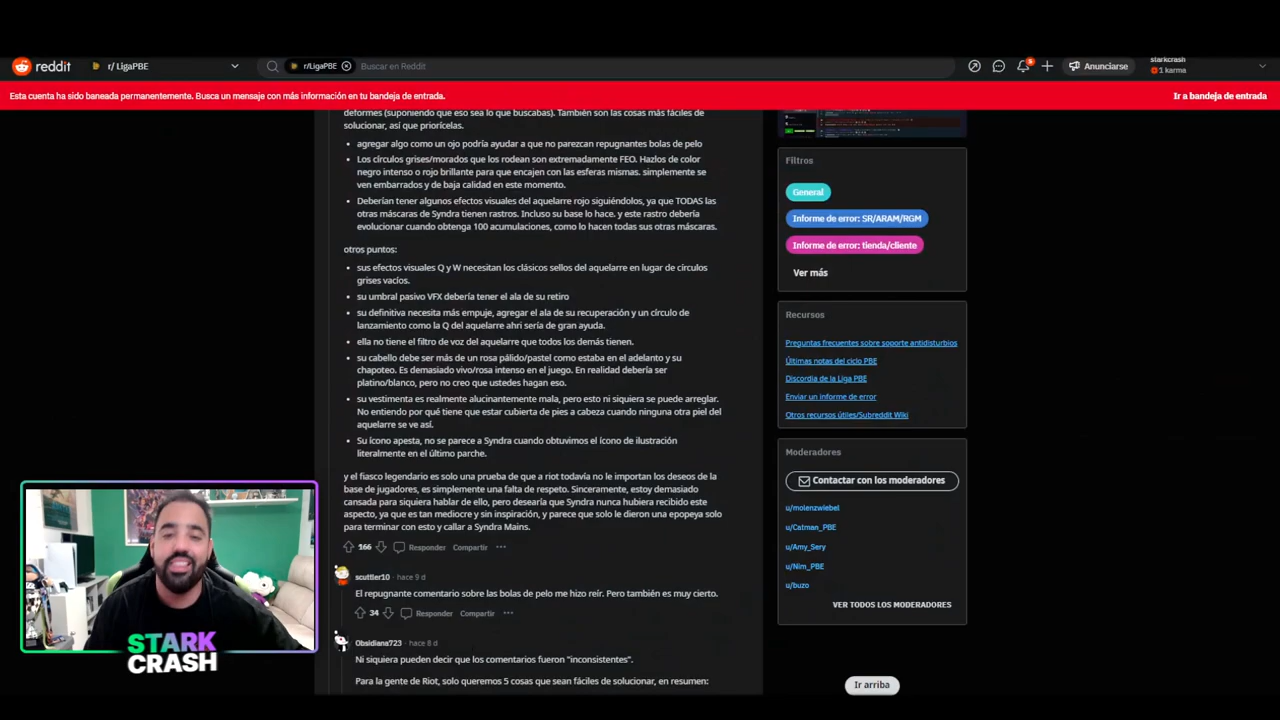 reddit
r/ LigaPBE
r/LigaPBE
Buscar en Reddit
6
Anunciarse
starkcrash
1 karma
Esta cuenta ha sido baneada permanentemente. Busca un mensaje con más información en tu bandeja de entrada.
Ir a bandeja de entrada
deformes (suponiendo que eso sea lo que buscabas). También son las cosas más fáciles de
solucionar, así que priorícelas.
agregar algo como un ojo podría ayudar a que no parezcan repugnantes bolas de pelo
Los círculos grises/morados que los rodean son extremadamente FEO. Hazlos de color
negro intenso o rojo brillante para que encajen con las esferas mismas. simplemente se
ven embarrados y de baja calidad en este momento.
Deberían tener algunos efectos visuales del aquelarre rojo siguiéndolos, ya que TODAS las
otras máscaras de Syndra tienen rastros. Incluso su base lo hace. y este rastro debería
evolucionar cuando obtenga 100 acumulaciones, como lo hacen todas sus otras máscaras.
otros puntos:
sus efectos visuales Q y W necesitan los clásicos sellos del aquelarre en lugar de círculos
grises vacíos.
su umbral pasivo VFX debería tener el ala de su retiro
su definitiva necesita más empuje, agregar el ala de su recuperación y un círculo de
lanzamiento como la Q del aquelarre ahri sería de gran ayuda.
ella no tiene el filtro de voz del aquelarre que todos los demás tienen.
su cabello debe ser más de un rosa pálido/pastel como estaba en el adelanto y su
chapoteo. Es demasiado vivo/rosa intenso en el juego. En realidad debería ser
platino/blanco, pero no creo que ustedes hagan eso.
su vestimenta es realmente alucinantemente mala, pero esto ni siquiera se puede arreglar.
No entiendo por qué tiene que estar cubierta de pies a cabeza cuando ninguna otra piel del
aquelarre se ve así.
Su ícono apesta, no se parece a Syndra cuando obtuvimos el ícono de ilustración
literalmente en el último parche.
y el fiasco legendario es solo una prueba de que a riot todavía no le importan los deseos de la
base de jugadores, es simplemente una falta de respeto. Sinceramente, estoy demasiado
cansada para siquiera hablar de ello, pero desearía que Syndra nunca hubiera recibido este
aspecto, ya que es tan mediocre y sin inspiración, y parece que solo le dieron una epopeya solo
para terminar con esto y callar a Syndra Mains.
166 Responder Compartir ···
scuttler10 · hace 9 d
El repugnante comentario sobre las bolas de pelo me hizo reír. Pero también es muy cierto.
34 Responder Compartir ···
Obsidiana723 · hace 8 d
Ni siquiera pueden decir que los comentarios fueron "inconsistentes".
Para la gente de Riot, solo queremos 5 cosas que sean fáciles de solucionar, en resumen:
Filtros
General
Informe de error: SR/ARAM/RGM
Informe de error: tienda/cliente
Ver más
Recursos
Preguntas frecuentes sobre soporte antidisturbios
Últimas notas del ciclo PBE
Discordia de la Liga PBE
Enviar un informe de error
Otros recursos útiles/Subreddit Wiki
Moderadores
Contactar con los moderadores
u/molenzwiebel
u/Catman_PBE
u/Amy_Sery
u/Nim_PBE
u/buzo
VER TODOS LOS MODERADORES
Ir arriba
STARK
CRASH